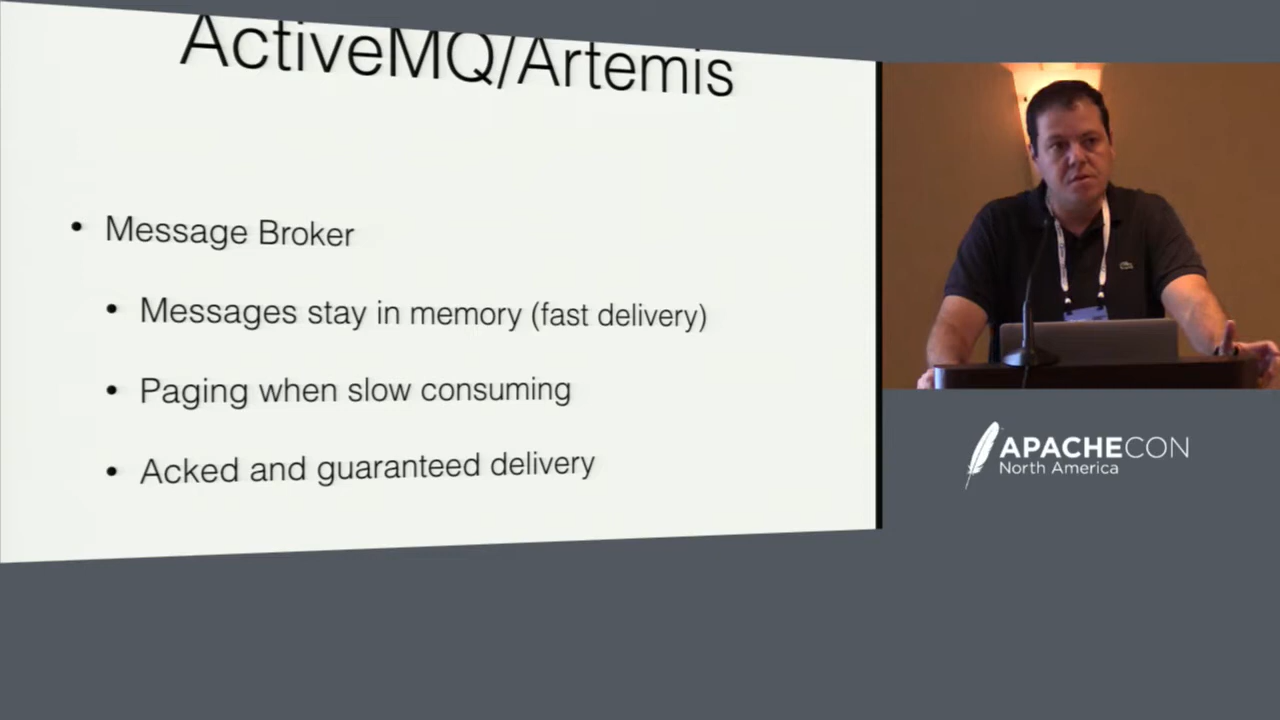 ActiveMQ/Artemis
• Message Broker
• Messages stay in memory (fast delivery)
• Paging when slow consuming
• Acked and guaranteed delivery
APACHECON
North America